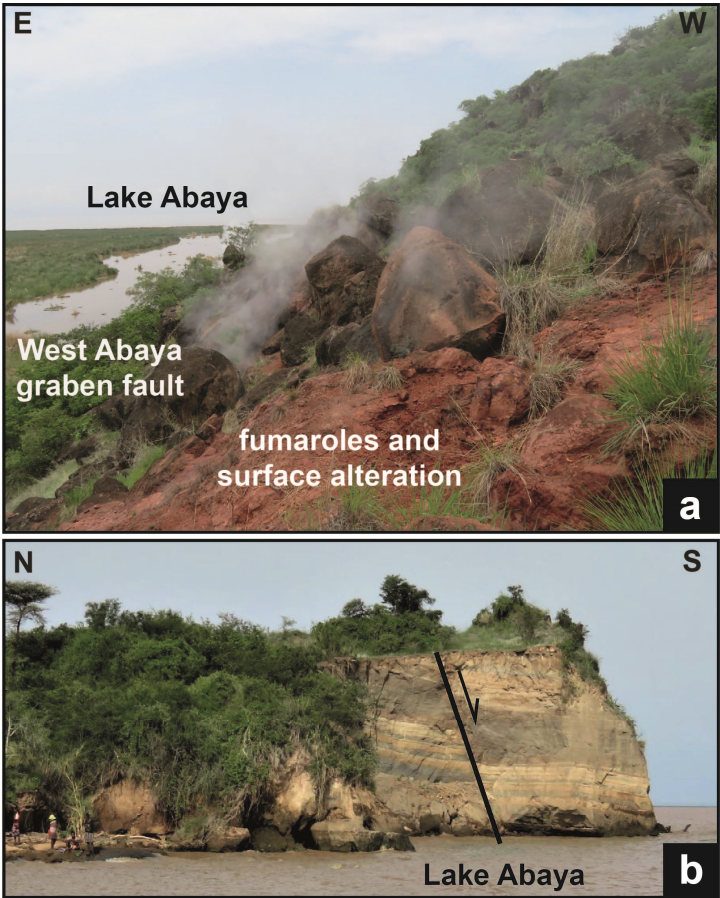 E
W
Lake Abaya
West Abaya
graben fault
fumaroles and
surface alteration
a
N
S
Lake Abaya
b